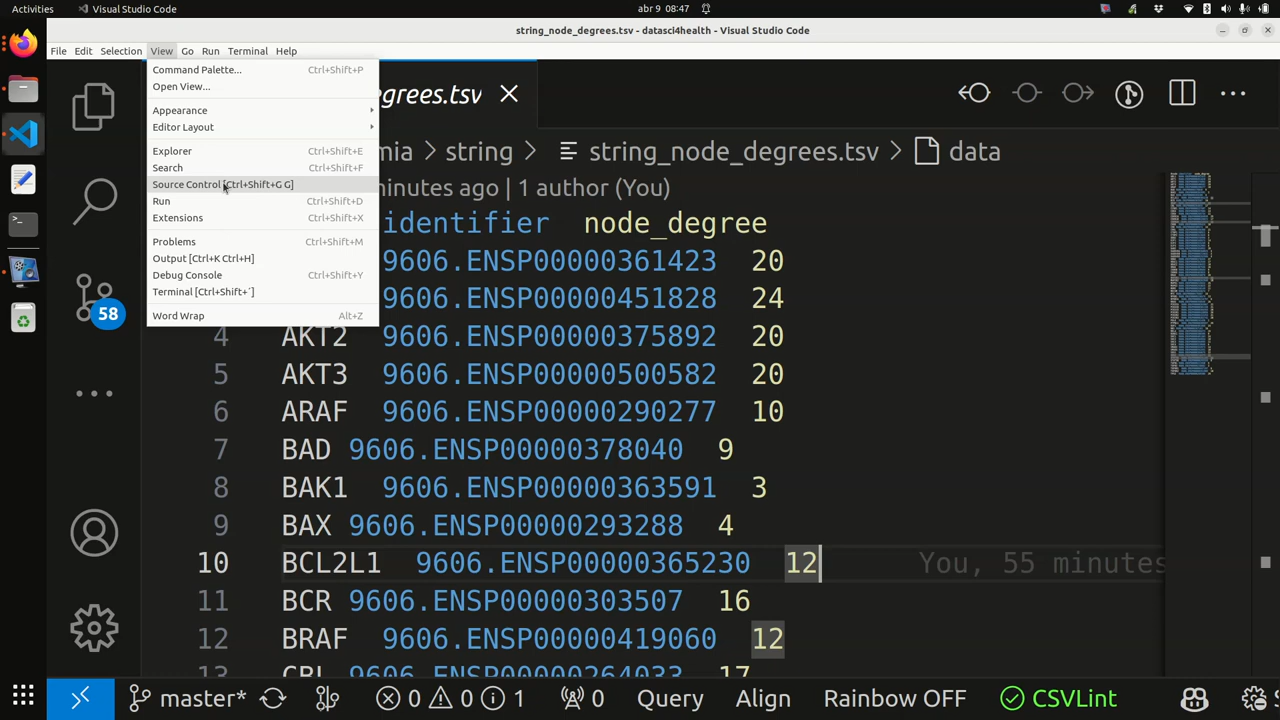 Activities Visual Studio Code abr 9 08:47
string_node_degrees.tsv - datasci4health - Visual Studio Code
File Edit Selection View Go Run Terminal Help
Command Palette... Ctrl+Shift+P
Open View...
Appearance
Editor Layout
Explorer Ctrl+Shift+E
Search Ctrl+Shift+F
Source Control [Ctrl+Shift+G G]
Run Ctrl+Shift+D
Extensions Ctrl+Shift+X
Problems Ctrl+Shift+M
Output [Ctrl+K Ctrl+H]
Debug Console Ctrl+Shift+Y
Terminal [Ctrl+Shift+`]
Word Wrap Alt+Z
egrees.tsv
mia > string > string_node_degrees.tsv > data
minutes ago | 1 author (You)
identifier node_degree
9606.ENSP00000361423 20
9606.ENSP00000451828 24
4 AKT2 9606.ENSP00000375892 20
5 AKT3 9606.ENSP00000500582 20
6 ARAF 9606.ENSP00000290277 10
7 BAD 9606.ENSP00000378040 9
8 BAK1 9606.ENSP00000363591 3
9 BAX 9606.ENSP00000293288 4
10 BCL2L1 9606.ENSP00000365230 12 You, 55 minutes
11 BCR 9606.ENSP00000303507 16
12 BRAF 9606.ENSP00000419060 12
13 CBL 9606.ENSP00000264033 17
58
master* 0 0 1 0 Query Align Rainbow OFF CSVLint